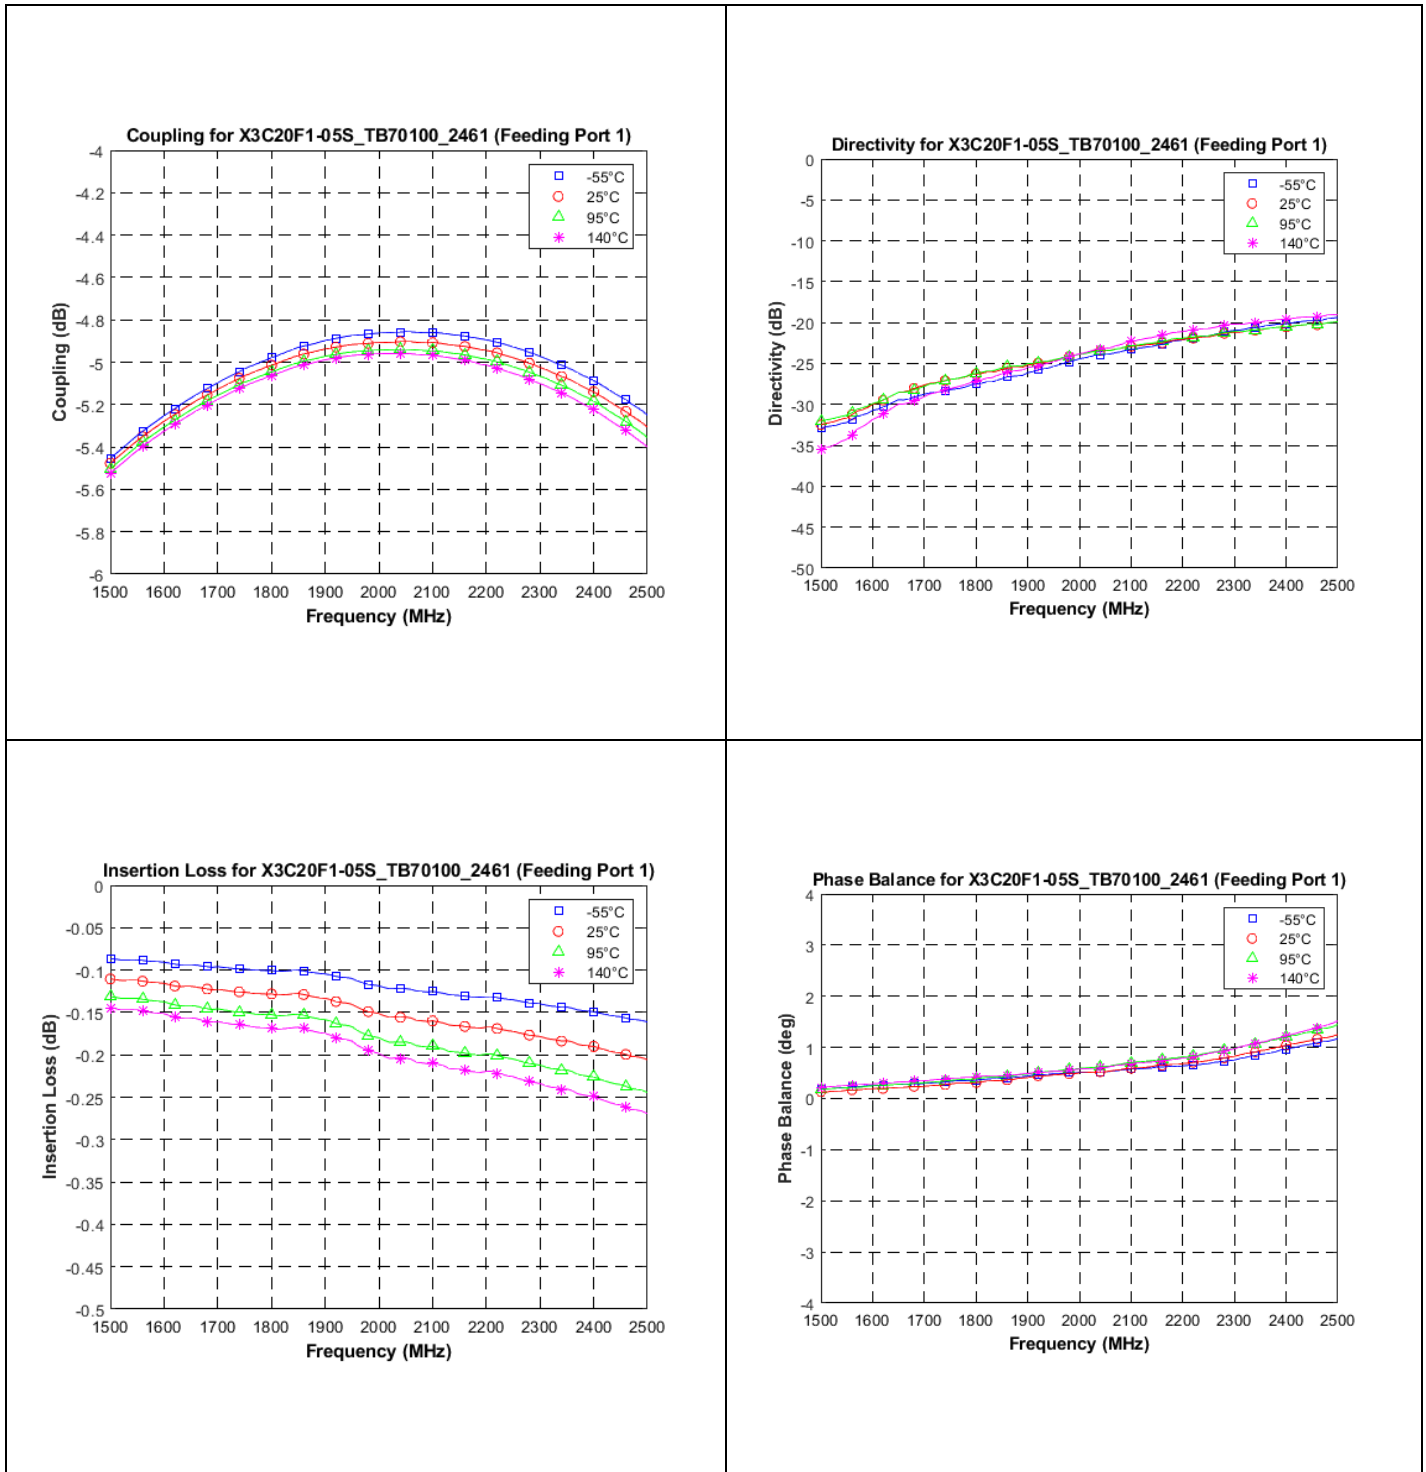 Coupling for X3C20F1-05S_TB70100_2461 (Feeding Port 1)
-4
-4.2
-4.4
-4.6
-4.8
-5
-5.2
-5.4
-5.6
-5.8
-6
Coupling (dB)
-55°C
25°C
95°C
140°C
1500 1600 1700 1800 1900 2000 2100 2200 2300 2400 2500
Frequency (MHz)
Directivity for X3C20F1-05S_TB70100_2461 (Feeding Port 1)
0
-5
-10
-15
-20
-25
-30
-35
-40
-45
-50
Directivity (dB)
-55°C
25°C
95°C
140°C
1500 1600 1700 1800 1900 2000 2100 2200 2300 2400 2500
Frequency (MHz)
Insertion Loss for X3C20F1-05S_TB70100_2461 (Feeding Port 1)
0
-0.05
-0.1
-0.15
-0.2
-0.25
-0.3
-0.35
-0.4
-0.45
-0.5
Insertion Loss (dB)
-55°C
25°C
95°C
140°C
1500 1600 1700 1800 1900 2000 2100 2200 2300 2400 2500
Frequency (MHz)
Phase Balance for X3C20F1-05S_TB70100_2461 (Feeding Port 1)
4
3
2
1
0
-1
-2
-3
-4
Phase Balance (deg)
-55°C
25°C
95°C
140°C
1500 1600 1700 1800 1900 2000 2100 2200 2300 2400 2500
Frequency (MHz)